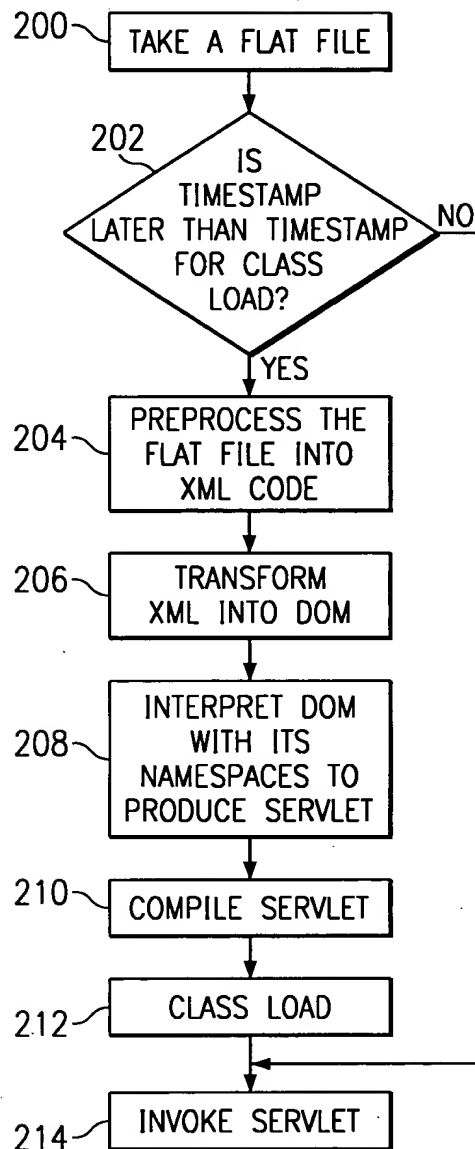 200
TAKE A FLAT FILE
202
IS
TIMESTAMP
LATER THAN TIMESTAMP
FOR CLASS
LOAD?
NO
YES
204
PREPROCESS THE
FLAT FILE INTO
XML CODE
206
TRANSFORM
XML INTO DOM
208
INTERPRET DOM
WITH ITS
NAMESPACES TO
PRODUCE SERVLET
210
COMPILE SERVLET
212
CLASS LOAD
214
INVOKE SERVLET